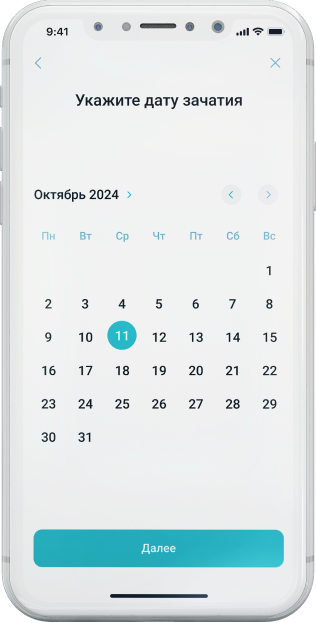 9:41
Укажите дату зачатия
Октябрь 2024
Пн Вт Ср Чт Пт Сб Вс
1
2 3 4 5 6 7 8
9 10 11 12 13 14 15
16 17 18 19 20 21 22
23 24 25 26 27 28 29
30 31
Далее